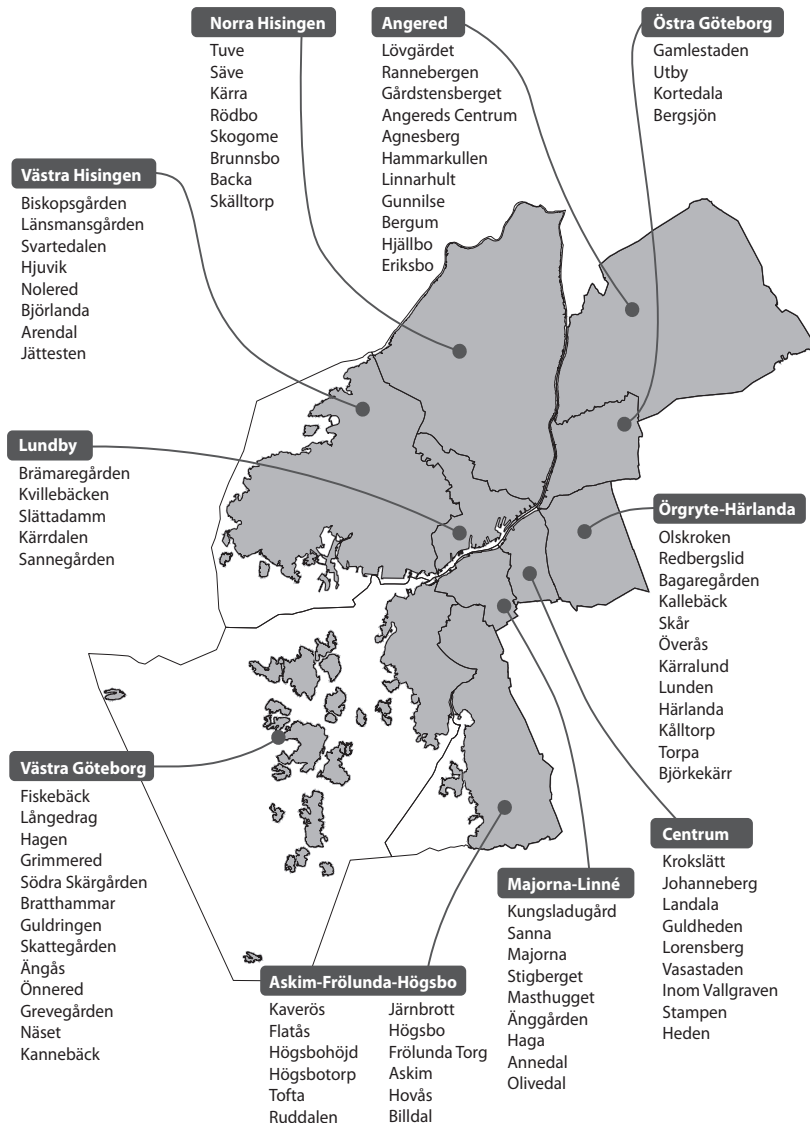 Norra Hisingen
Tuve
Säve
Kärra
Rödbo
Skogome
Brunnsbo
Backa
Skälltorp
Angered
Lövgärdet
Rannebergen
Gårdstensberget
Angereds Centrum
Agnesberg
Hammarkullen
Linnarhult
Gunnilse
Bergum
Hjällbo
Eriksbo
Östra Göteborg
Gamlestaden
Utby
Kortedala
Bergsjön
Västra Hisingen
Biskopsgården
Länsmansgården
Svartedalen
Hjuvik
Nolered
Björlanda
Arendal
Jättesten
Lundby
Brämaregården
Kvillebäcken
Slättadamm
Kärrdalen
Sannegården
Örgryte-Härlanda
Olskroken
Redbergslid
Bagaregården
Kallebäck
Skår
Överås
Kärralund
Lunden
Härlanda
Kålltorp
Torpa
Björkekärr
Västra Göteborg
Fiskebäck
Långedrag
Hagen
Grimmered
Södra Skärgården
Bratthammar
Guldringen
Skattegården
Ängås
Önnered
Grevegården
Näset
Kannebäck
Askim-Frölunda-Högsbo
Kaverös
Flatås
Högsbohöjd
Högsbotorp
Tofta
Ruddalen
Järnbrott
Högsbo
Frölunda Torg
Askim
Hovås
Billdal
Majorna-Linné
Kungsladugård
Sanna
Majorna
Stigberget
Masthugget
Änggården
Haga
Annedal
Olivedal
Centrum
Krokslätt
Johanneberg
Landala
Guldheden
Lorensberg
Vasastaden
Inom Vallgraven
Stampen
Heden